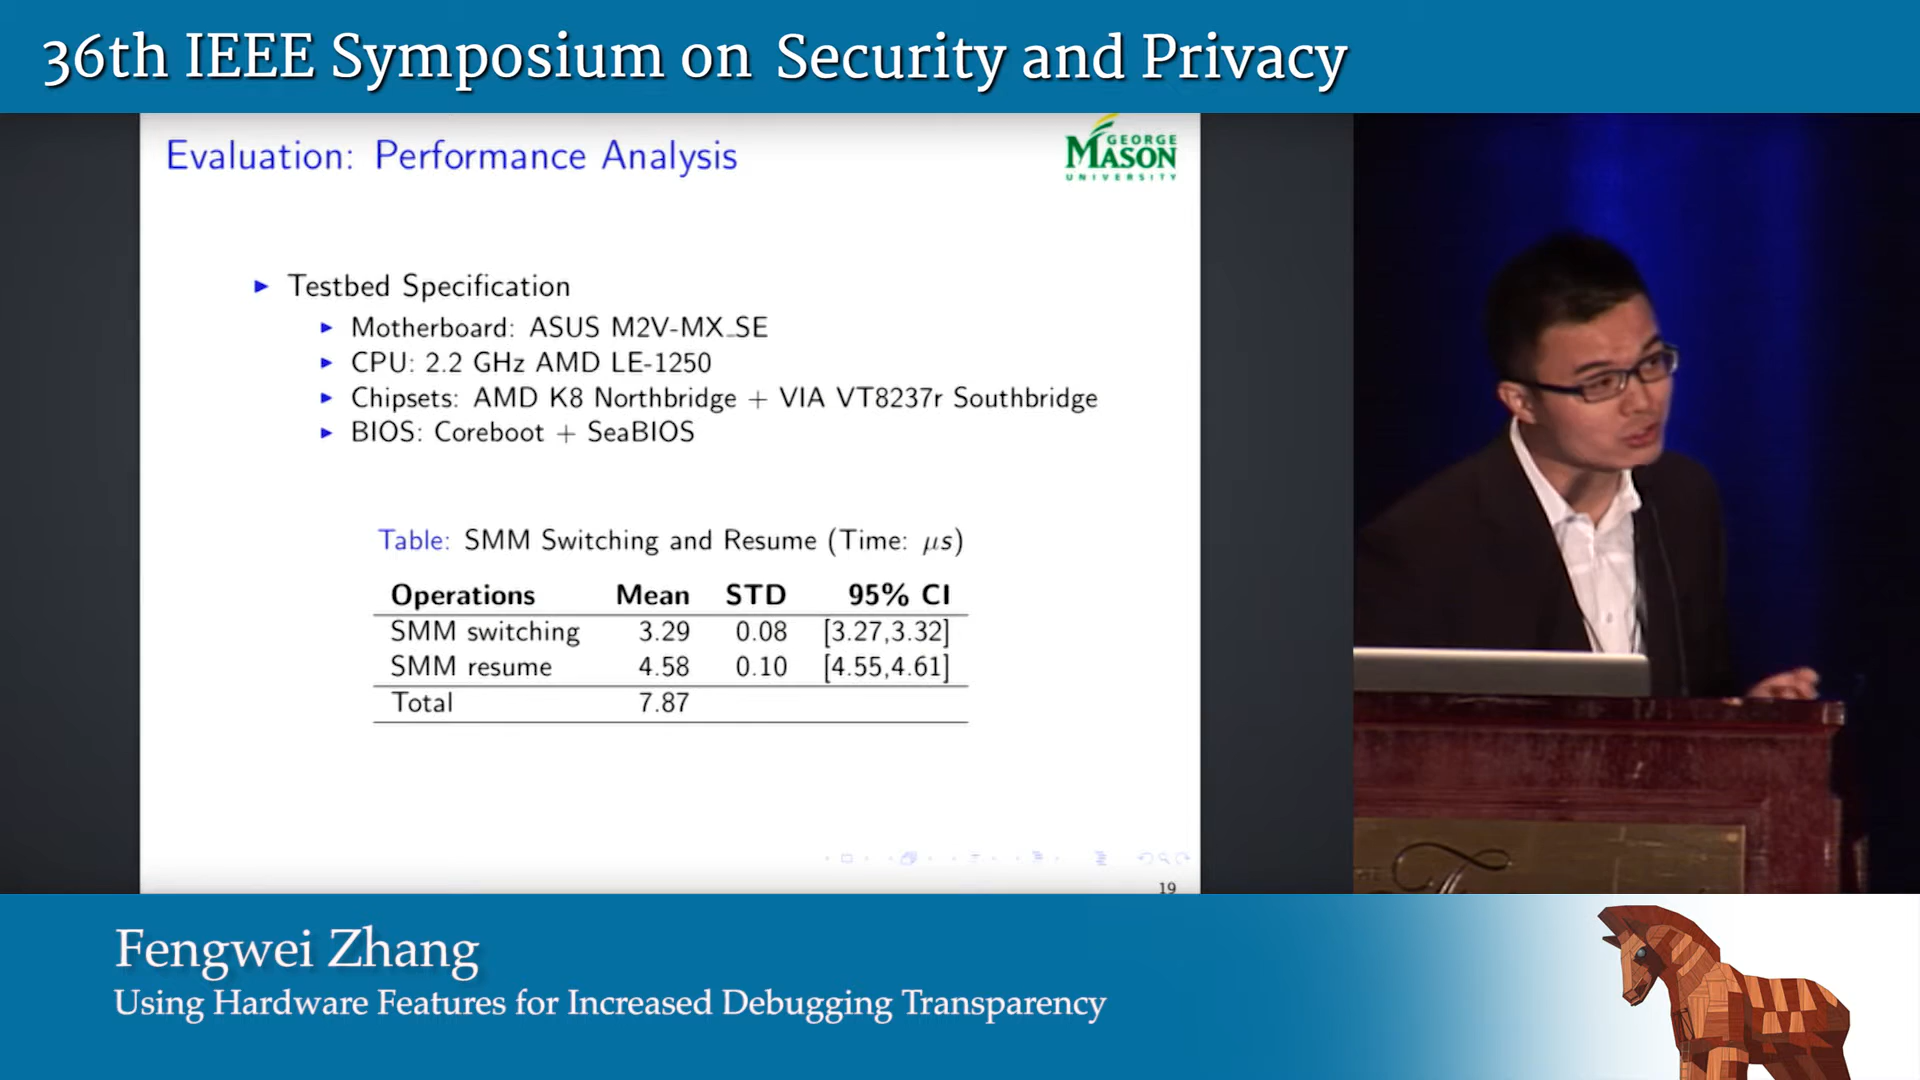 36th IEEE Symposium on Security and Privacy
Evaluation: Performance Analysis
GEORGE
MASON
UNIVERSITY
▶ Testbed Specification
▶ Motherboard: ASUS M2V-MX_SE
▶ CPU: 2.2 GHz AMD LE-1250
▶ Chipsets: AMD K8 Northbridge + VIA VT8237r Southbridge
▶ BIOS: Coreboot + SeaBIOS
Table: SMM Switching and Resume (Time: μs)
Operations Mean STD 95% CI
SMM switching 3.29 0.08 [3.27,3.32]
SMM resume 4.58 0.10 [4.55,4.61]
Total 7.87
19
Fengwei Zhang
Using Hardware Features for Increased Debugging Transparency